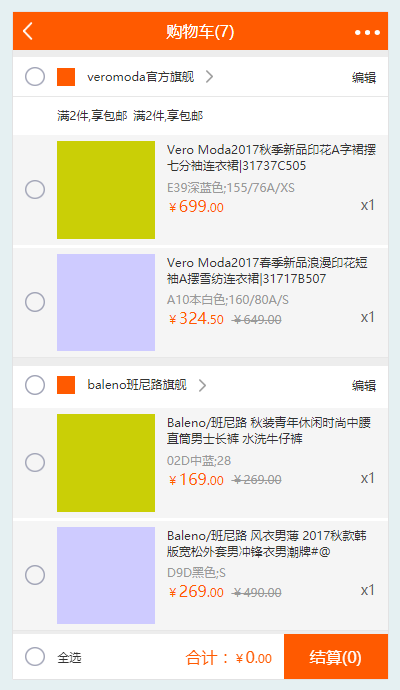 购物车(7)
veromoda官方旗舰
编辑
满2件,享包邮 满2件,享包邮
Vero Moda2017秋季新品印花A字裙摆
七分袖连衣裙|31737C505
E39深蓝色;155/76A/XS
￥699.00
x1
Vero Moda2017春季新品浪漫印花短
袖A摆雪纺连衣裙|31717B507
A10本白色;160/80A/S
￥324.50 ￥649.00
x1
baleno班尼路旗舰
编辑
Baleno/班尼路 秋装青年休闲时尚中腰
直筒男士长裤 水洗牛仔裤
02D中蓝;28
￥169.00 ￥269.00
x1
Baleno/班尼路 风衣男薄 2017秋款韩
版宽松外套男冲锋衣男潮牌#@
D9D黑色;S
￥269.00 ￥490.00
x1
全选
合计：￥0.00
结算(0)